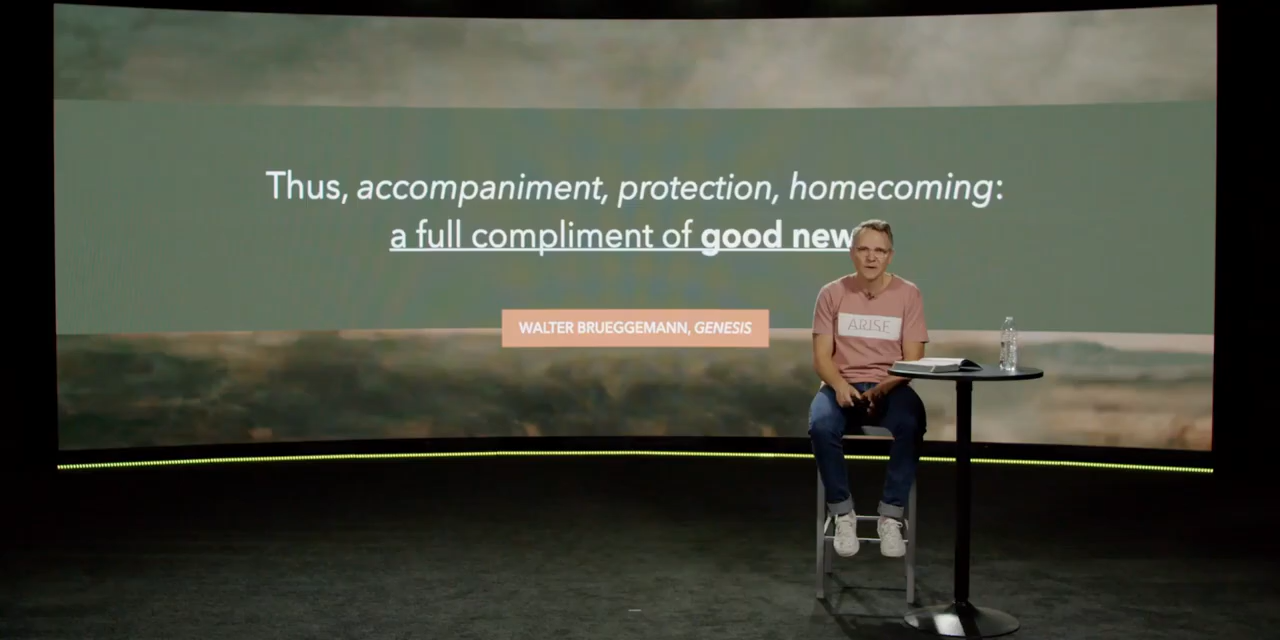 Thus, accompaniment, protection, homecoming:
a full compliment of good new
WALTER BRUEGGEMANN, GENESIS
ARISE